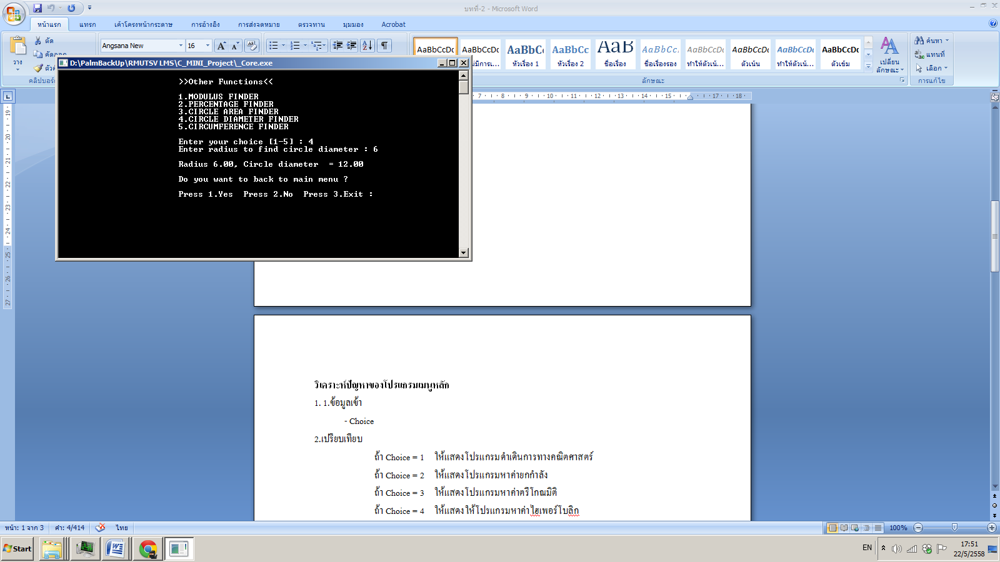 บทที่-2 - Microsoft Word
หน้าแรก แทรก เค้าโครงหน้ากระดาษ การอ้างอิง การส่งจดหมาย ตรวจทาน มุมมอง Acrobat
วาง
ตัด
คัดลอก
Angsana New 16
AaBbCcDc AaBbCcDc AaBbC AaBbCc AaB AaBbCc. AaBbCcDc AaBbCcDc AaBbCcDc AaBbCcDc
หัวเรื่อง 1 หัวเรื่อง 2 ชื่อเรื่อง ชื่อเรื่องรอง ทำให้ตัวเน้... ตัวเน้น ทำให้ตัวเน้... ตัวเข้ม
เปลี่ยน
ลักษณะ
ค้นหา
แทนที่
เลือก
ลักษณะ
การแก้ไข
D:\PalmBackUp\RMUTSV LMS\C_MINI_Project\_Core.exe
>>Other Functions<<
1.MODULUS FINDER
2.PERCENTAGE FINDER
3.CIRCLE AREA FINDER
4.CIRCLE DIAMETER FINDER
5.CIRCUMFERENCE FINDER
Enter your choice [1-5] : 4
Enter radius to find circle diameter : 6
Radius 6.00, Circle diameter  = 12.00
Do you want to back to main menu ?
Press 1.Yes  Press 2.No  Press 3.Exit :
7 8 9 10 11 12 13 14 15 17 18
19
20
21
22
23
24
25
26
27
วิเคราะห์ปัญหาของโปรแกรมเมนูหลัก
1. 1.ข้อมูลเข้า
- Choice
2.เปรียบเทียบ
ถ้า Choice = 1 ให้แสดงโปรแกรมดำเดินการทางคณิตศาสตร์
ถ้า Choice = 2 ให้แสดงโปรแกรมหาค่ายกกำลัง
ถ้า Choice = 3 ให้แสดงโปรแกรมหาค่าตรีโกณมิติ
ถ้า Choice = 4 ให้แสดงให้โปรแกรมหาค่าไฮเพอร์โบลิก
หน้า: 1 จาก 3 คำ: 4/414 ไทย 100%
Start EN 17:51
22/5/2558